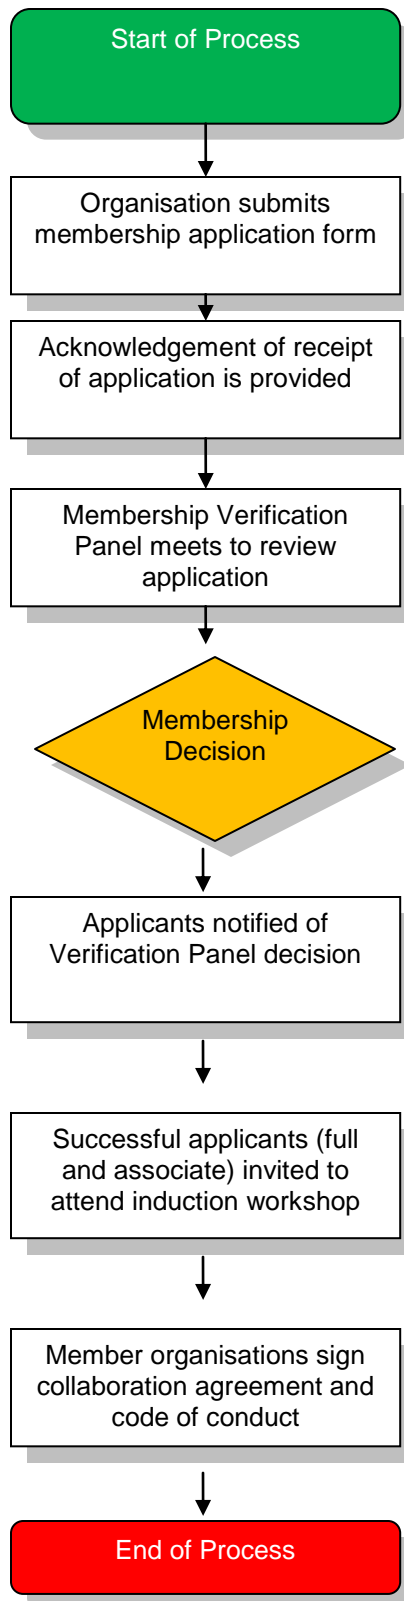 Start of Process
Organisation submits
membership application form
Acknowledgement of receipt
of application is provided
Membership Verification
Panel meets to review
application
Membership
Decision
Applicants notified of
Verification Panel decision
Successful applicants (full
and associate) invited to
attend induction workshop
Member organisations sign
collaboration agreement and
code of conduct
End of Process